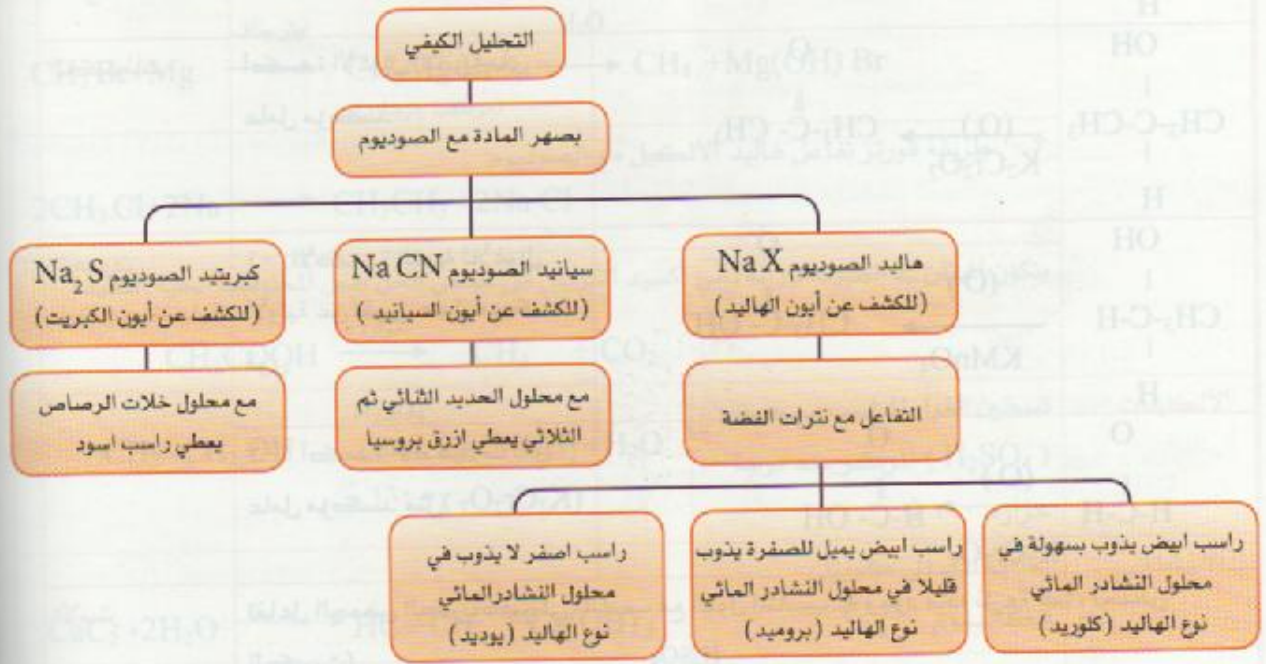 التحليل الكيفي
بصهر المادة مع الصوديوم
هاليد الصوديوم Na X
(للكشف عن أيون الهاليد)
سيانيد الصوديوم Na CN
(للكشف عن أيون السيانيد )
كبريتيد الصوديوم Na₂ S
(للكشف عن أيون الكبريت)
التفاعل مع نترات الفضة
مع محلول الحديد الثنائي ثم
الثلاثي يعطي ازرق بروسيا
مع محلول خلات الرصاص
يعطي راسب اسود
راسب ابيض يذوب بسهولة في
محلول النشادر المائي
نوع الهاليد (كلوريد)
راسب ابيض يميل للصفرة يذوب
قليلا في محلول النشادر المائي
نوع الهاليد (بروميد)
راسب اصفر لا يذوب في
محلول النشادرالمائي
نوع الهاليد (يوديد)